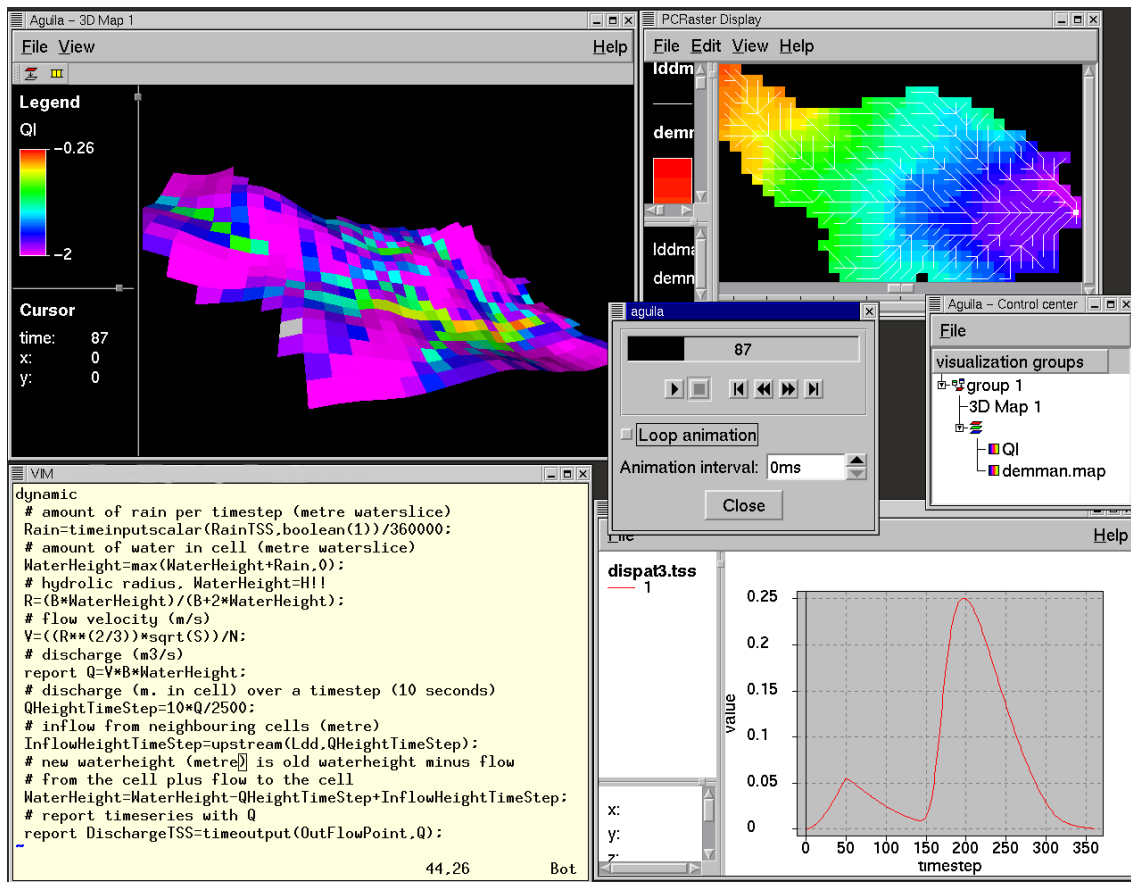 Aguila – 3D Map 1
File View Help
Legend
Ql
-0.26
-2
Cursor
time: 87
x: 0
y: 0
PCRaster Display
File Edit View Help
lddm
demn
lddma
demn
aguila
87
Loop animation
Animation interval: 0ms
Close
Aguila – Control center
File
visualization groups
group 1
3D Map 1
Ql
demman.map
VIM
dynamic
# amount of rain per timestep (metre waterslice)
Rain=timeinputscalar(RainTSS,boolean(1))/360000;
# amount of water in cell (metre waterslice)
WaterHeight=max(WaterHeight+Rain,0);
# hydrolic radius, WaterHeight=H!!
R=(B*WaterHeight)/(B+2*WaterHeight);
# flow velocity (m/s)
V=((R**(2/3))*sqrt(S))/N;
# discharge (m3/s)
report Q=V*B*WaterHeight;
# discharge (m. in cell) over a timestep (10 seconds)
QHeightTimeStep=10*Q/2500;
# inflow from neighbouring cells (metre)
InflowHeightTimeStep=upstream(Ldd,QHeightTimeStep);
# new waterheight (metre) is old waterheight minus flow
# from the cell plus flow to the cell
WaterHeight=WaterHeight-QHeightTimeStep+InflowHeightTimeStep;
# report timeseries with Q
report DischargeTSS=timeoutput(OutFlowPoint,Q);
~
44,26 Bot
File Help
dispat3.tss
1
x:
y:
z:
0.25
0.2
0.15
0.1
0.05
0
value
0 50 100 150 200 250 300 350
timestep